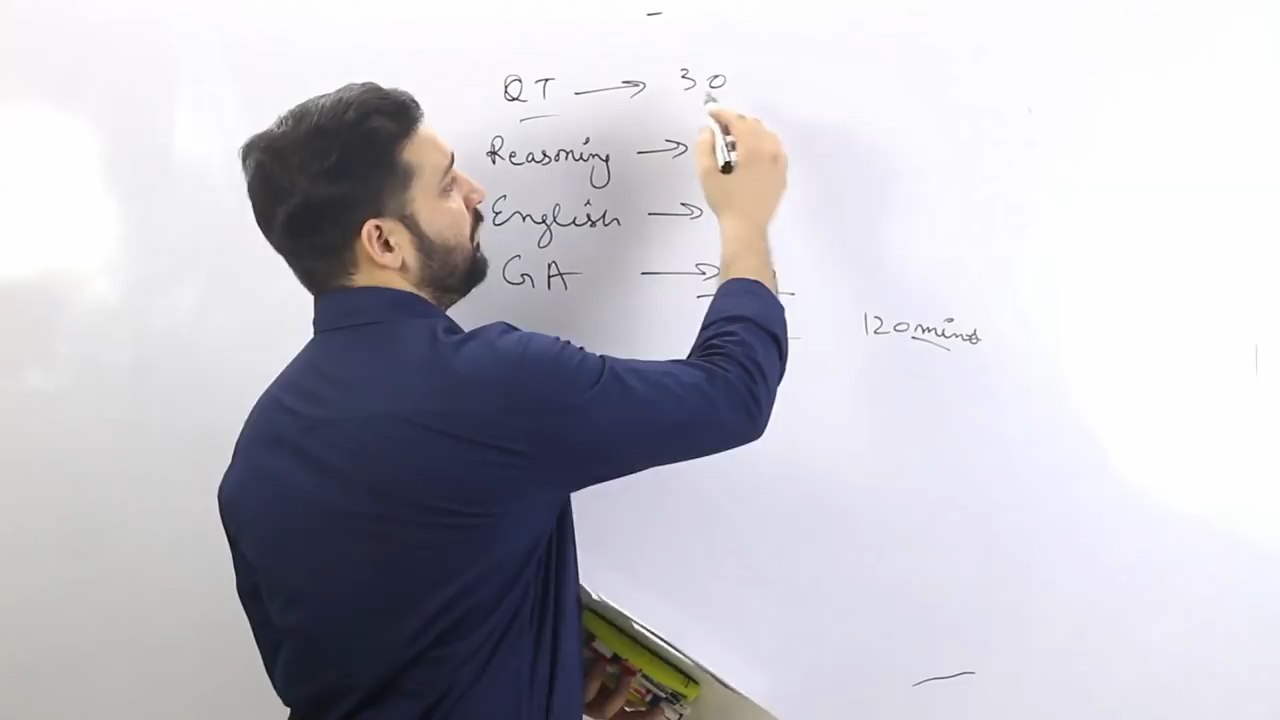 QT → 30
Reasoning →
English →
GA →
120 mins